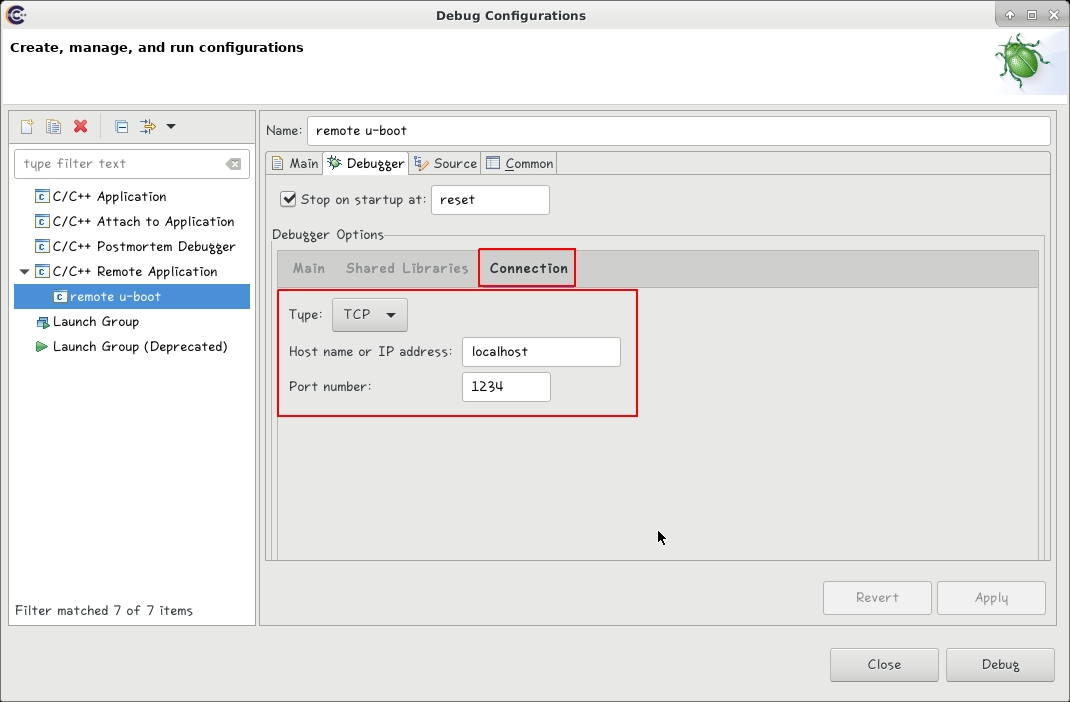 Debug Configurations
Create, manage, and run configurations
type filter text
C/C++ Application
C/C++ Attach to Application
C/C++ Postmortem Debugger
C/C++ Remote Application
remote u-boot
Launch Group
Launch Group (Deprecated)
Filter matched 7 of 7 items
Name: remote u-boot
Main Debugger Source Common
Stop on startup at: reset
Debugger Options
Main Shared Libraries Connection
Type: TCP
Host name or IP address: localhost
Port number: 1234
Revert Apply
Close Debug